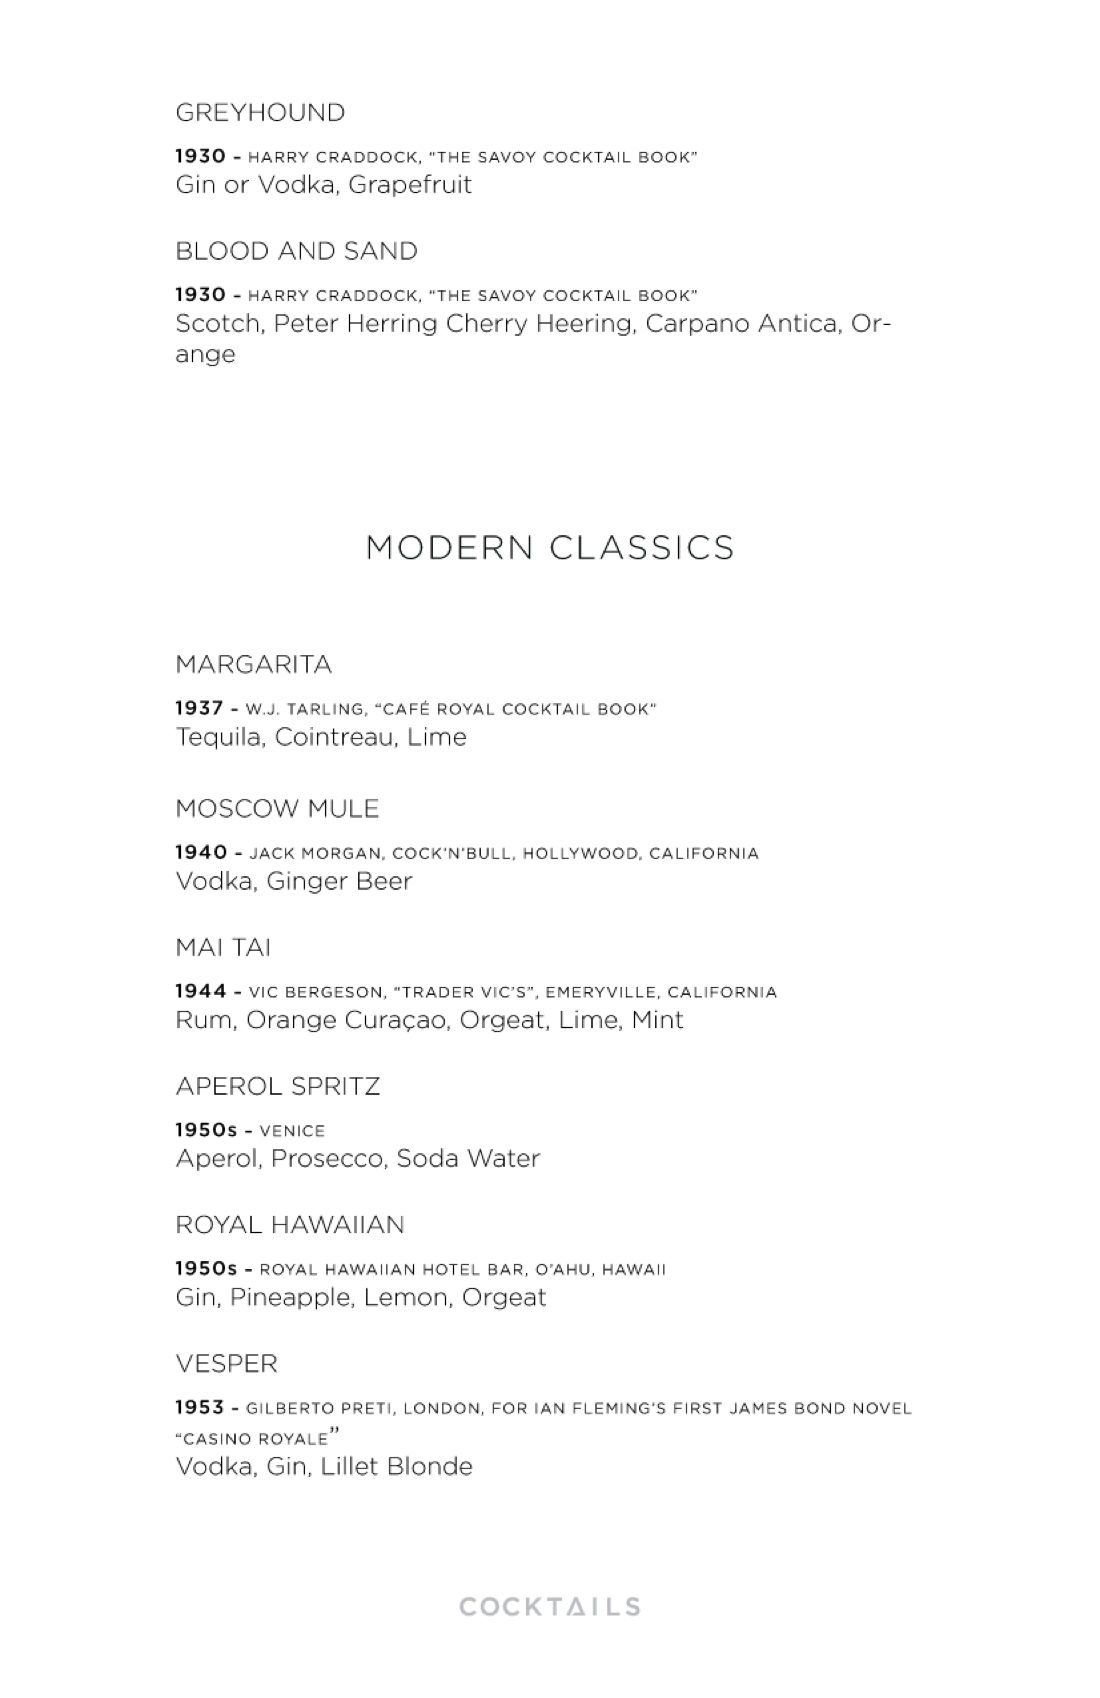 GREYHOUND
1930 - HARRY CRADDOCK, “THE SAVOY COCKTAIL BOOK”
Gin or Vodka, Grapefruit
BLOOD AND SAND
1930 - HARRY CRADDOCK, “THE SAVOY COCKTAIL BOOK”
Scotch, Peter Herring Cherry Heering, Carpano Antica, Or-
ange
MODERN CLASSICS
MARGARITA
1937 - W.J. TARLING, “CAFÉ ROYAL COCKTAIL BOOK”
Tequila, Cointreau, Lime
MOSCOW MULE
1940 - JACK MORGAN, COCK’N’BULL, HOLLYWOOD, CALIFORNIA
Vodka, Ginger Beer
MAI TAI
1944 - VIC BERGESON, “TRADER VIC’S”, EMERYVILLE, CALIFORNIA
Rum, Orange Curaçao, Orgeat, Lime, Mint
APEROL SPRITZ
1950s - VENICE
Aperol, Prosecco, Soda Water
ROYAL HAWAIIAN
1950s - ROYAL HAWAIIAN HOTEL BAR, O’AHU, HAWAII
Gin, Pineapple, Lemon, Orgeat
VESPER
1953 - GILBERTO PRETI, LONDON, FOR IAN FLEMING’S FIRST JAMES BOND NOVEL
“CASINO ROYALE”
Vodka, Gin, Lillet Blonde
COCKTAILS